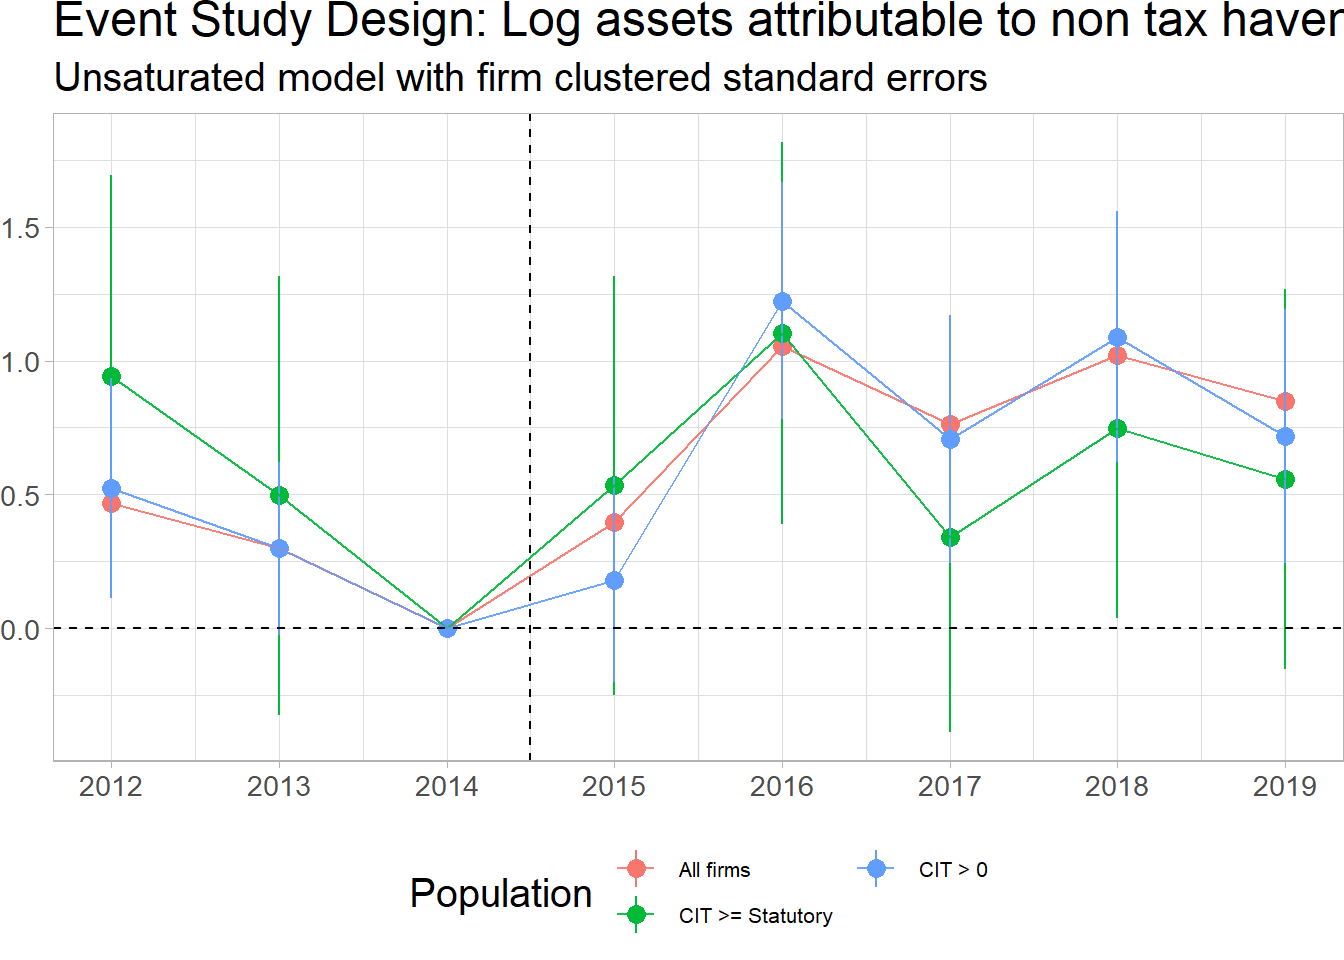 Event Study Design: Log assets attributable to non tax haven
Unsaturated model with firm clustered standard errors
1.5
1.0
0.5
0.0
2012 2013 2014 2015 2016 2017 2018 2019
Population
All firms
CIT > 0
CIT >= Statutory